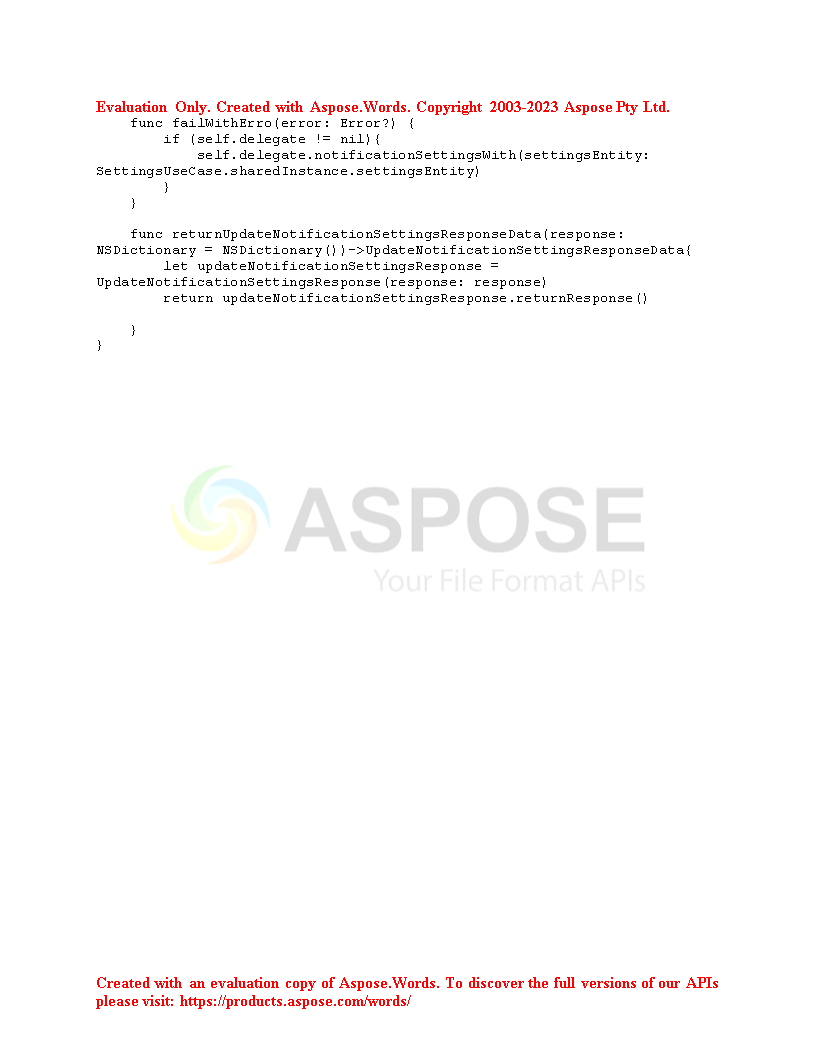 Evaluation Only. Created with Aspose.Words. Copyright 2003-2023 Aspose Pty Ltd.
    func failWithErro(error: Error?) {
        if (self.delegate != nil){
            self.delegate.notificationSettingsWith(settingsEntity:
SettingsUseCase.sharedInstance.settingsEntity)
        }
    }

    func returnUpdateNotificationSettingsResponseData(response:
NSDictionary = NSDictionary())->UpdateNotificationSettingsResponseData{
        let updateNotificationSettingsResponse =
UpdateNotificationSettingsResponse(response: response)
        return updateNotificationSettingsResponse.returnResponse()

    }
}
ASPOSE
Your File Format APIs
Created with an evaluation copy of Aspose.Words. To discover the full versions of our APIs
please visit: https://products.aspose.com/words/